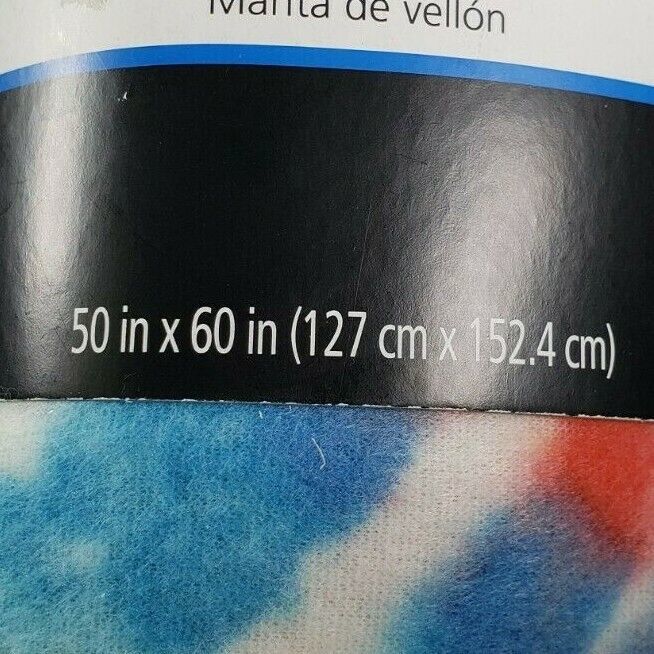 Manta de vellón
50 in x 60 in (127 cm x 152.4 cm)